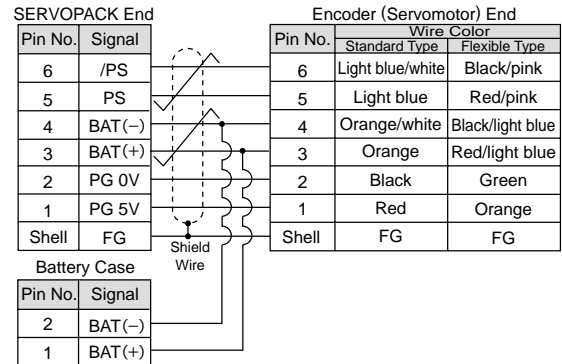 SERVOPACK End
Pin No. Signal
6 /PS
5 PS
4 BAT(−)
3 BAT(+)
2 PG 0V
1 PG 5V
Shell FG
Shield
Wire
Encoder (Servomotor) End
Pin No. Wire Color
Standard Type Flexible Type
6 Light blue/white Black/pink
5 Light blue Red/pink
4 Orange/white Black/light blue
3 Orange Red/light blue
2 Black Green
1 Red Orange
Shell FG FG
Battery Case
Pin No. Signal
2 BAT(−)
1 BAT(+)